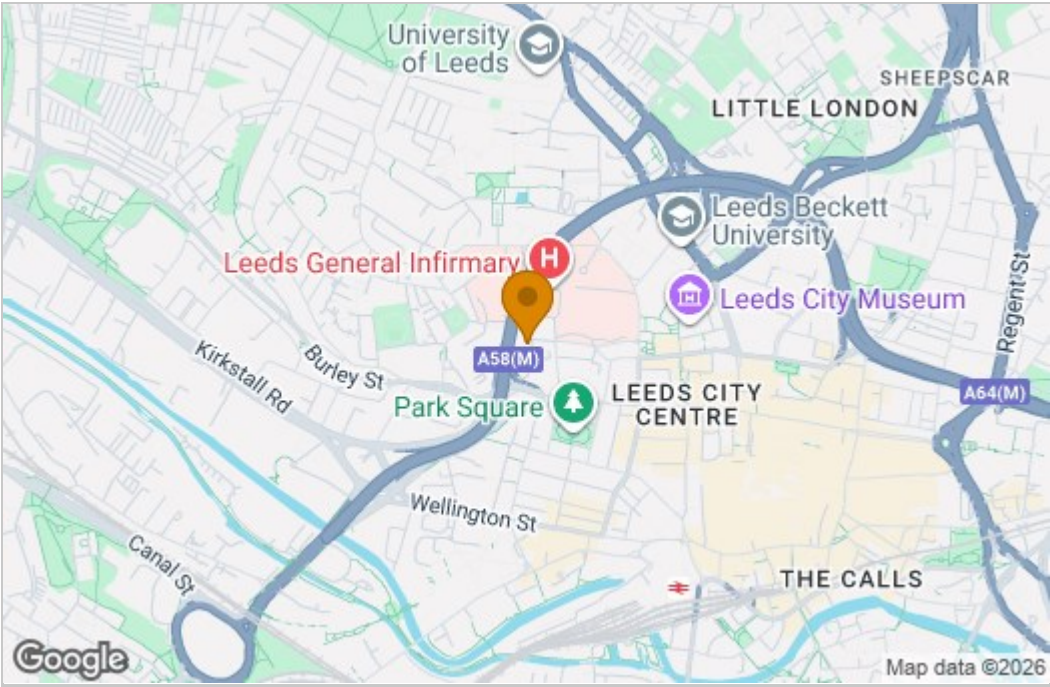 University
of Leeds
SHEEPSCAR
LITTLE LONDON
Leeds Beckett
University
Leeds General Infirmary
H
Leeds City Museum
Regent St
A58(M)
Kirkstall Rd
Burley St
A64(M)
Park Square
LEEDS CITY
CENTRE
Wellington St
Canal St
THE CALLS
Google
Map data ©2026